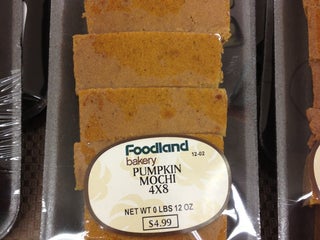 Foodland
bakery 12-02
PUMPKIN
MOCHI
4X8
NET WT 0 LBS 12 OZ
$4.99